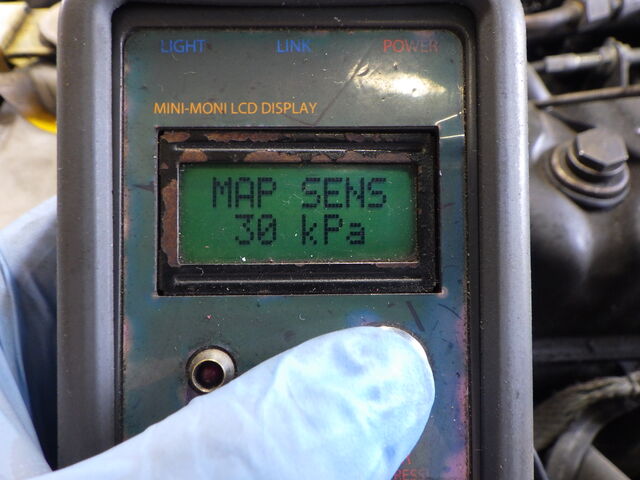 LIGHT LINK POWER
MINI-MONI LCD DISPLAY
MAP SENS
30 kPa